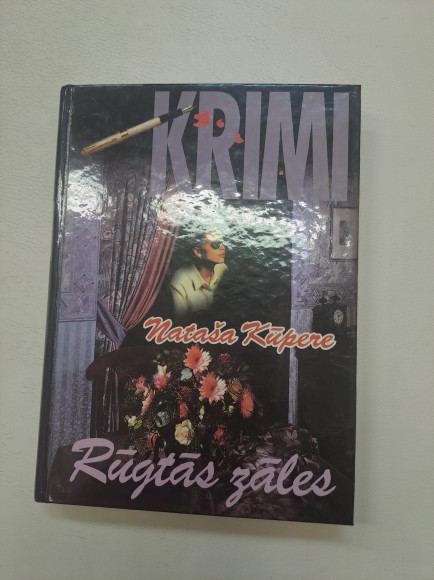 KRIMI
Nataša Kūpere
Rūgtās zāles